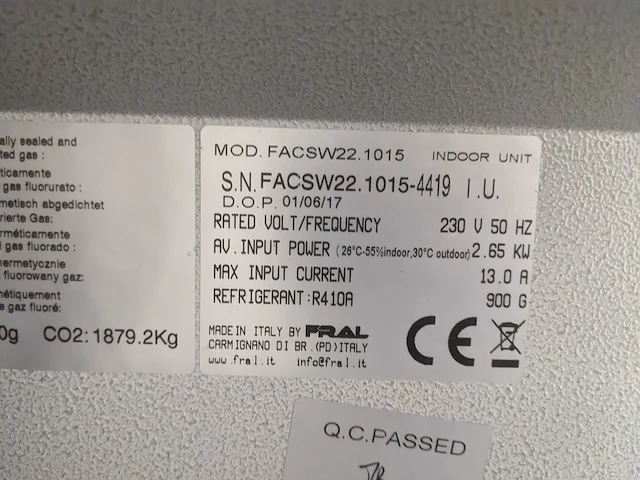 ally sealed and
ted gas :
ticamente
gas fluorurato :
metisch abgedichtet
rierte Gas:
rméticamente
l gas fluorado :
hermetycznie
fluorowany gaz:
métiquement
e gaz fluoré:
0g CO2: 1879.2Kg
MOD. FACSW22.1015 INDOOR UNIT
S.N.FACSW22.1015-4419 I.U.
D.O.P. 01/06/17
RATED VOLT/FREQUENCY 230 V 50 HZ
AV. INPUT POWER (26°C-55%indoor,30°C outdoor) 2.65 KW
MAX INPUT CURRENT 13.0 A
REFRIGERANT:R410A 900 G
MADE IN ITALY BY FRAL
CARMIGNANO DI BR.(PD)ITALY
www.fral.it info@fral.it
CE
Q.C.PASSED